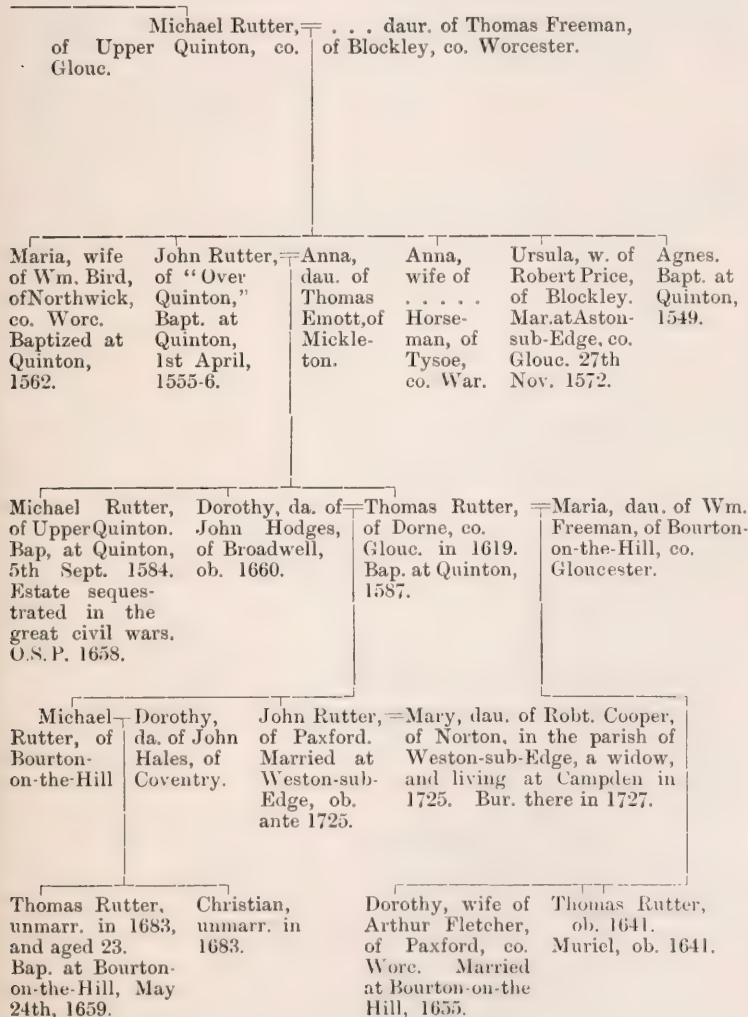 Michael Rutter, = . . . daur. of Thomas Freeman,
of Upper Quinton, co. of Blockley, co. Worcester.
Glouc.
Maria, wife
of Wm. Bird,
ofNorthwick,
co. Worc.
Baptized at
Quinton,
1562.
John Rutter, =
of “Over
Quinton,”
Bapt. at
Quinton,
1st April,
1555-6.
Anna,
dau. of
Thomas
Emott,of
Mickle-
ton.
Anna,
wife of
. . . . .
Horse-
man, of
Tysoe,
co. War.
Ursula, w. of
Robert Price,
of Blockley.
Mar.atAston-
sub-Edge, co.
Glouc. 27th
Nov. 1572.
Agnes.
Bapt. at
Quinton,
1549.
Michael Rutter,
of UpperQuinton.
Bap, at Quinton,
5th Sept. 1584.
Estate seques-
trated in the
great civil wars.
O.S.P. 1658.
Dorothy, da. of =
John Hodges,
of Broadwell,
ob. 1660.
Thomas Rutter,
of Dorne, co.
Glouc. in 1619.
Bap. at Quinton,
1587.
= Maria, dau. of Wm.
Freeman, of Bourton-
on-the-Hill, co.
Gloucester.
Michael
Rutter, of
Bourton-
on-the-Hill
Dorothy,
da. of John
Hales, of
Coventry.
John Rutter, =
of Paxford.
Married at
Weston-sub-
Edge, ob.
ante 1725.
Mary, dau. of Robt. Cooper,
of Norton, in the parish of
Weston-sub-Edge, a widow,
and living at Campden in
1725. Bur. there in 1727.
Thomas Rutter,
unmarr. in 1683,
and aged 23.
Bap. at Bourton-
on-the-Hill, May
24th, 1659.
Christian,
unmarr. in
1683.
Dorothy, wife of
Arthur Fletcher,
of Paxford, co.
Worc. Married
at Bourton-on-the
Hill, 1655.
Thomas Rutter,
ob. 1641.
Muriel, ob. 1641.